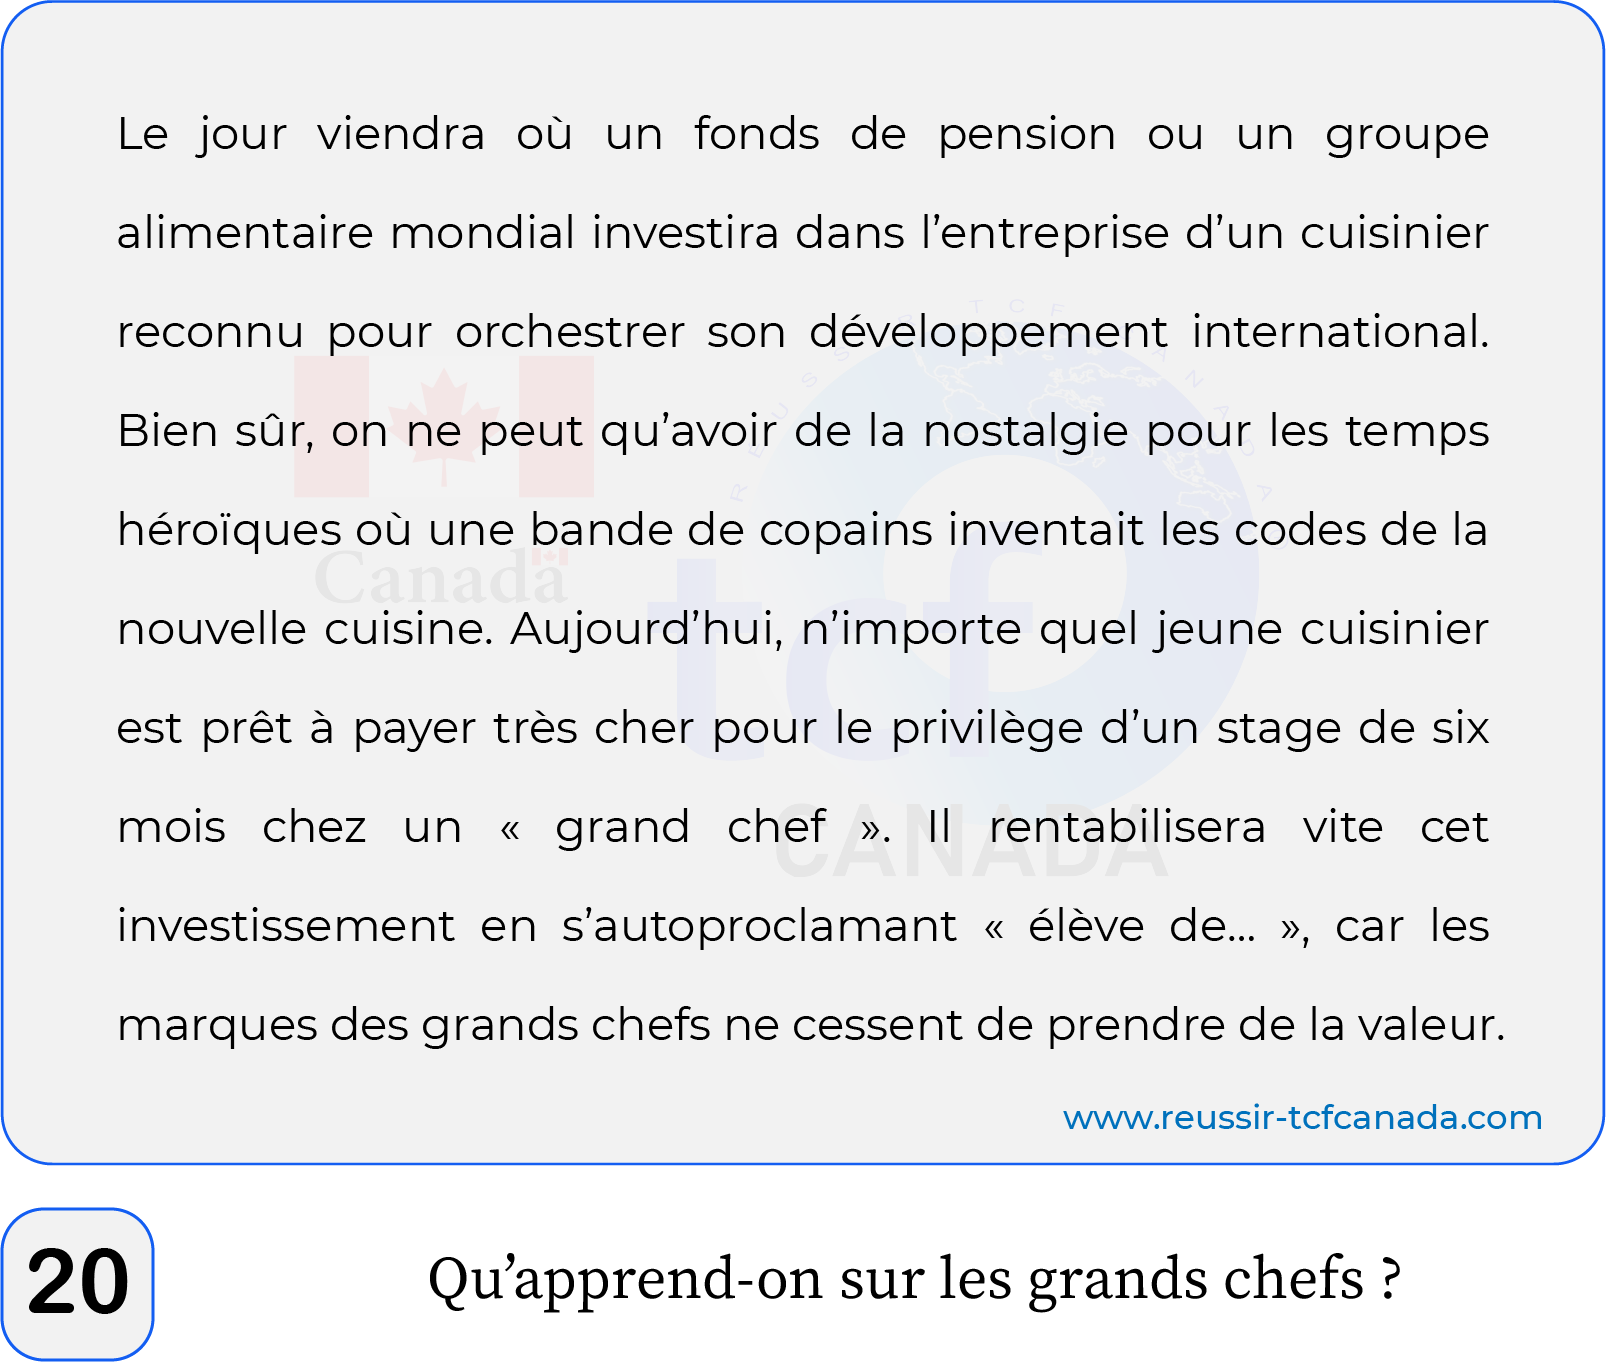 Le jour viendra où un fonds de pension ou un groupe
alimentaire mondial investira dans l’entreprise d’un cuisinier
reconnu pour orchestrer son développement international.
Bien sûr, on ne peut qu’avoir de la nostalgie pour les temps
héroïques où une bande de copains inventait les codes de la
nouvelle cuisine. Aujourd’hui, n’importe quel jeune cuisinier
est prêt à payer très cher pour le privilège d’un stage de six
mois chez un « grand chef ». Il rentabilisera vite cet
investissement en s’autoproclamant « élève de... », car les
marques des grands chefs ne cessent de prendre de la valeur.
REUSSIR TCF CANADA
Canada
tcf
CANADA
www.reussir-tcfcanada.com
20
Qu’apprend-on sur les grands chefs ?